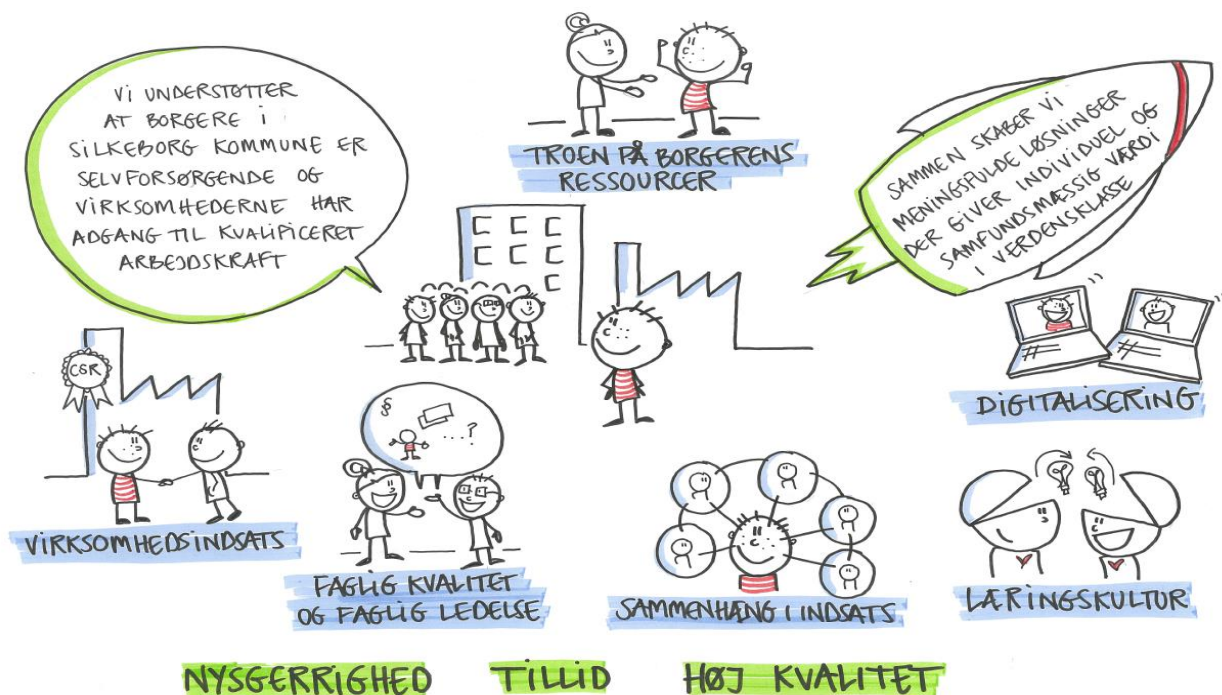 Vi UNDERSTØTTER
AT BORGERE i
SiLKEBORG KOMMUNE ER
SELVFORSØRGENDE OG
ViRKSOMHEDERNE HAR
ADGANG TiL KVALiFiCERET
ARBEJDSKRAFT
TROEN PÅ BORGERENS
RESSOURCER
SAMMEN SKABER Vi
MENINGSFULDE LØSNINGER
DER GIVER INDIVIDUEL OG
SAMFUNDSMÆSSIG VÆRDI
I VERDENSKLASSE
DiGITALISERING
CSR
ViRKSOMHEDSiNDSATS
§
...?
FAGLIG KVALITET
OG FAGLIG LEDELSE
SAMMENHÆNG I INDSATS
LÆRiNGSKULTUR
NYSGERRIGHED TiLLiD HØJ KVALITET